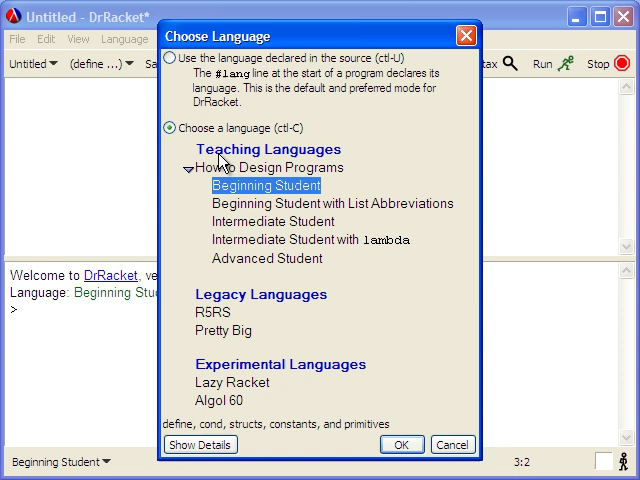 Untitled - DrRacket*
File Edit View Language
Untitled (define ...) Run Stop
Choose Language
Use the language declared in the source (ctl-U)
The #lang line at the start of a program declares its
language. This is the default and preferred mode for
DrRacket.
Choose a language (ctl-C)
Teaching Languages
How to Design Programs
Beginning Student
Beginning Student with List Abbreviations
Intermediate Student
Intermediate Student with lambda
Advanced Student
Legacy Languages
R5RS
Pretty Big
Experimental Languages
Lazy Racket
Algol 60
define, cond, structs, constants, and primitives
Show Details OK Cancel
Welcome to DrRacket, ve
Language: Beginning Stu
>
Beginning Student 3:2